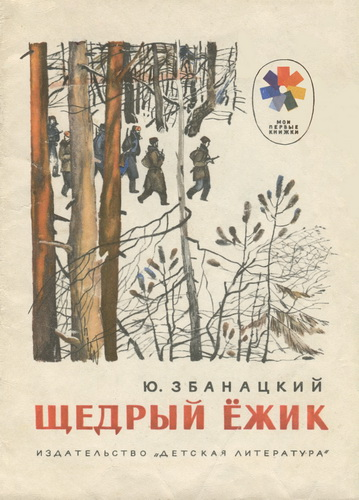 МОИ
ПЕРВЫЕ
КНИЖКИ
Ю. ЗБАНАЦКИЙ
ЩЕДРЫЙ ЁЖИК
ИЗДАТЕЛЬСТВО „ДЕТСКАЯ ЛИТЕРАТУРА"